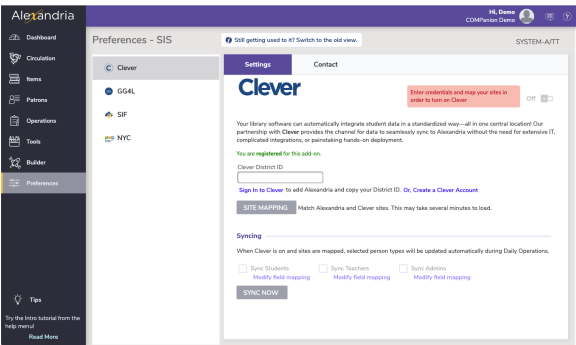 Alexandria
Hi, Demo
COMPanion Demo
Dashboard
Circulation
Items
Patrons
Operations
Tools
Builder
Preferences
Tips
Try the Intro tutorial from the
help menu!
Read More
Preferences - SIS
Still getting used to it? Switch to the old view.
SYSTEM-A/TT
Clever
GG4L
SIF
NYC
Settings
Contact
Clever
Enter credentials and map your sites in
order to turn on Clever
Off
Your library software can automatically integrate student data in a standardized way—all in one central location! Our
partnership with Clever provides the channel for data to seamlessly sync to Alexandria without the need for extensive IT,
complicated integrations, or painstaking hands-on deployment.
You are registered for this add-on.
Clever District ID
Sign In to Clever to add Alexandria and copy your District ID. Or, Create a Clever Account
SITE MAPPING Match Alexandria and Clever sites. This may take several minutes to load.
Syncing
When Clever is on and sites are mapped, selected person types will be updated automatically during Daily Operations.
Sync Students Sync Teachers Sync Admins
Modify field mapping Modify field mapping Modify field mapping
SYNC NOW